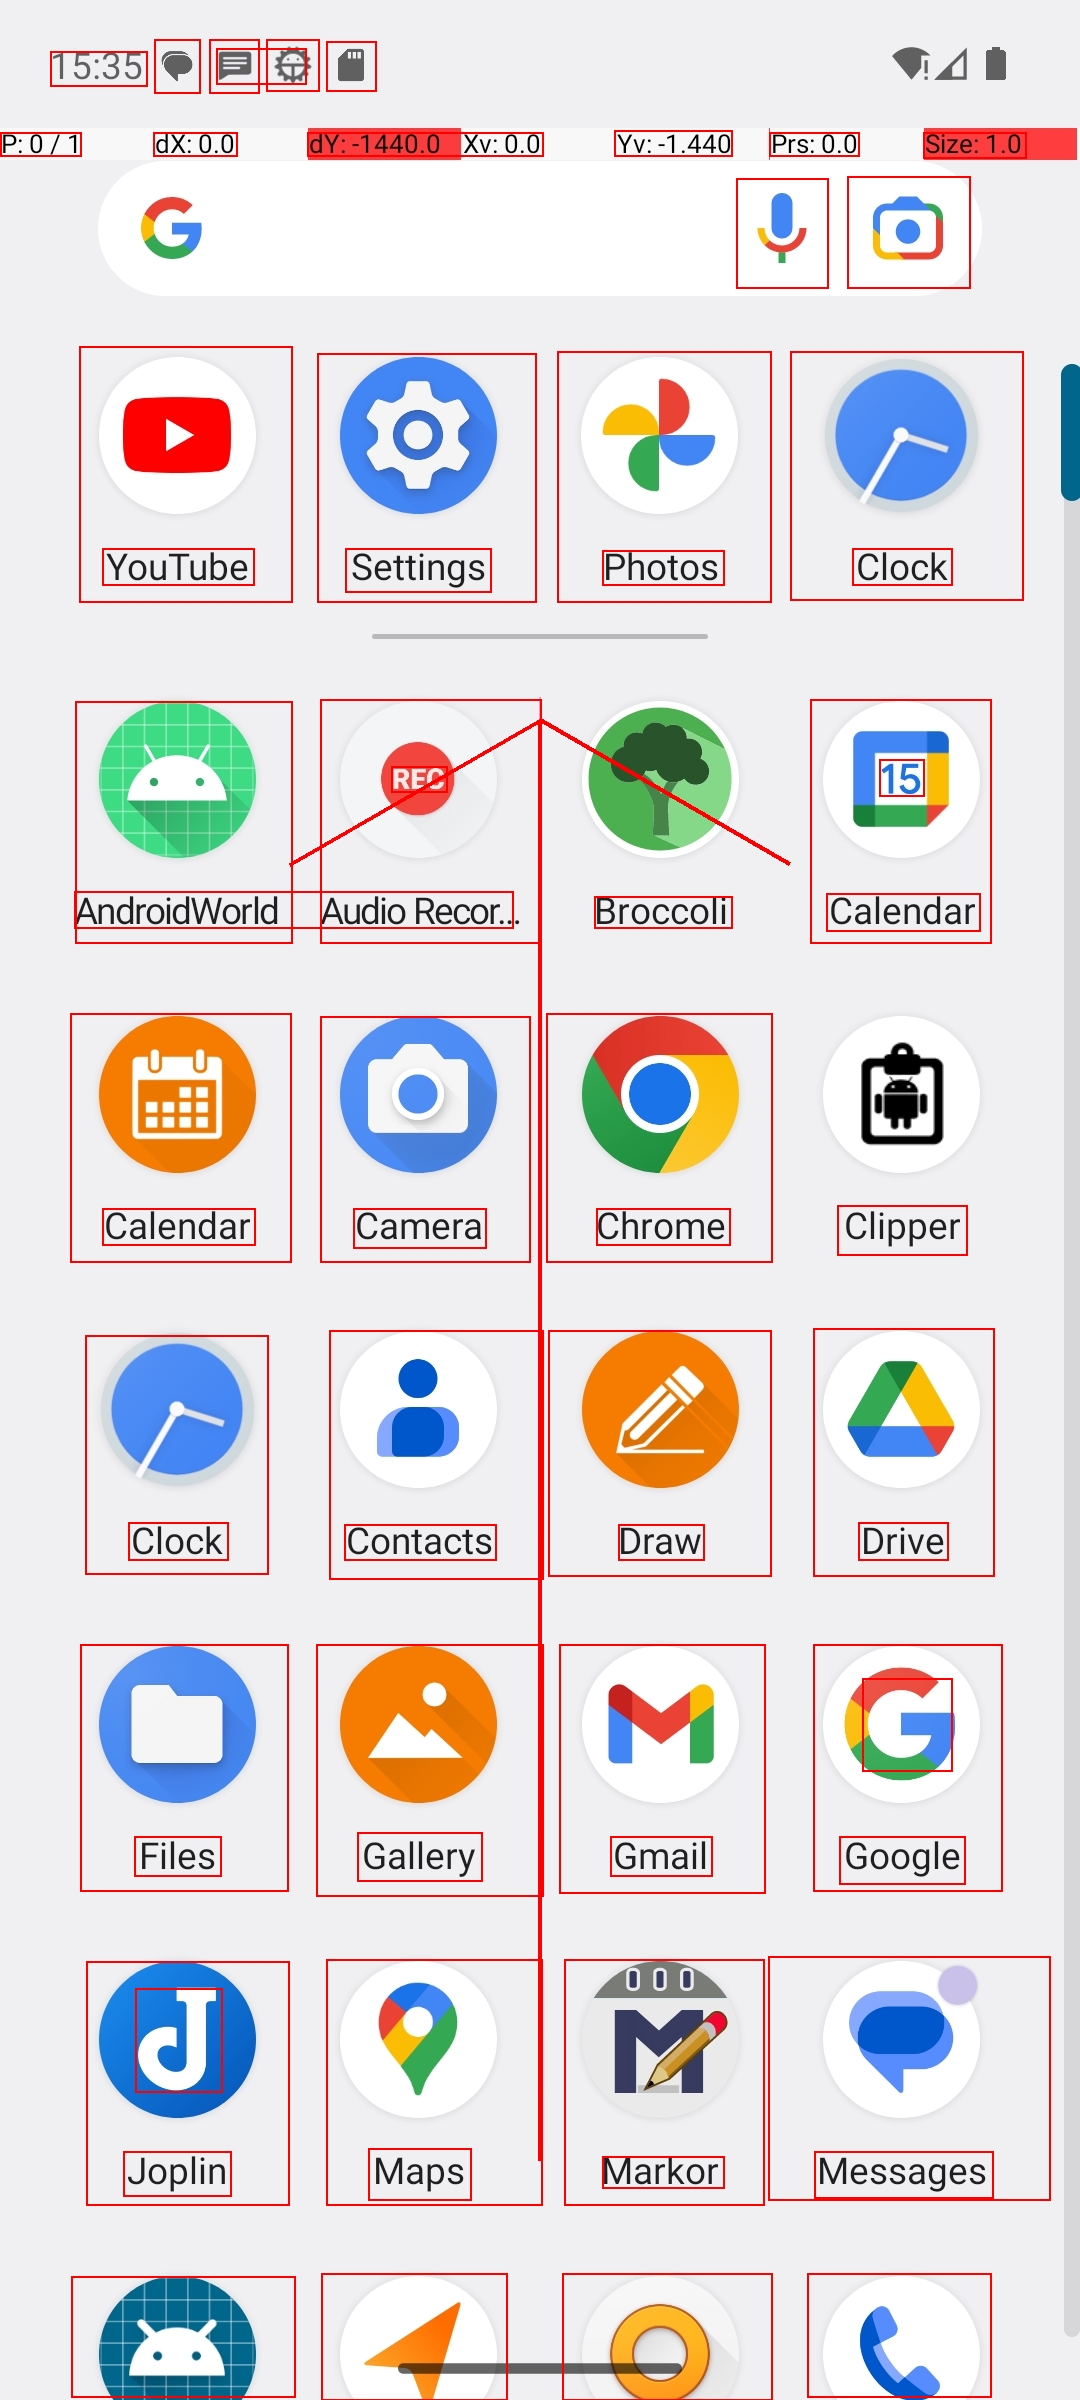 15:35
P: 0 / 1 dX: 0.0 dY: -1440.0 Xv: 0.0 Yv: -1.440 Prs: 0.0 Size: 1.0
YouTube Settings Photos Clock
REC 15
AndroidWorld Audio Recor... Broccoli Calendar
Calendar Camera Chrome Clipper
Clock Contacts Draw Drive
Files Gallery Gmail Google
Joplin Maps Markor Messages